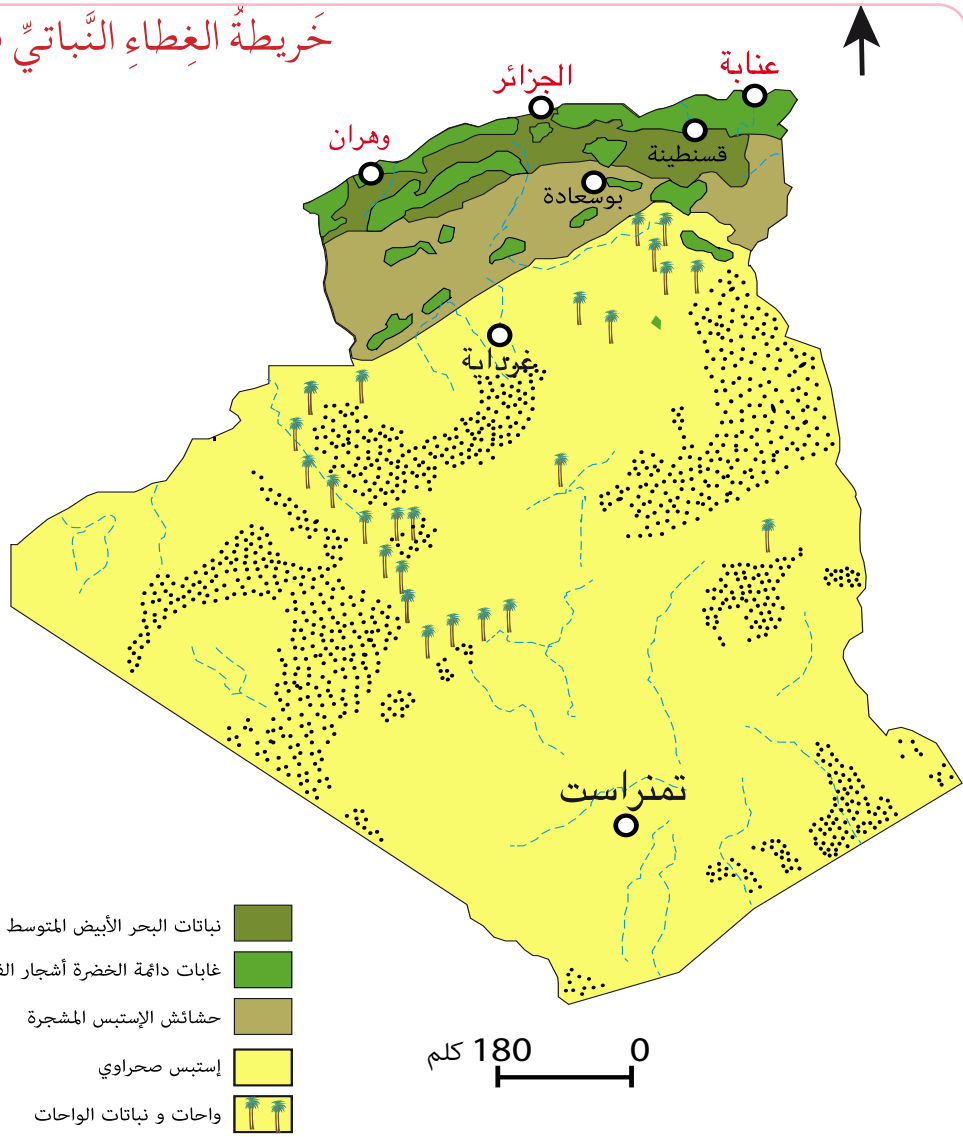 خَريطةُ الغِطاءِ النَّباتيِّ
عنابة
الجزائر
وهران
قسنطينة
بوسعادة
غرداية
تمنراست
نباتات البحر الأبيض المتوسط
غابات دائمة الخضرة أشجار
حشائش الإستبس المشجرة
إستبس صحراوي
واحات و نباتات الواحات
0 180 كلم